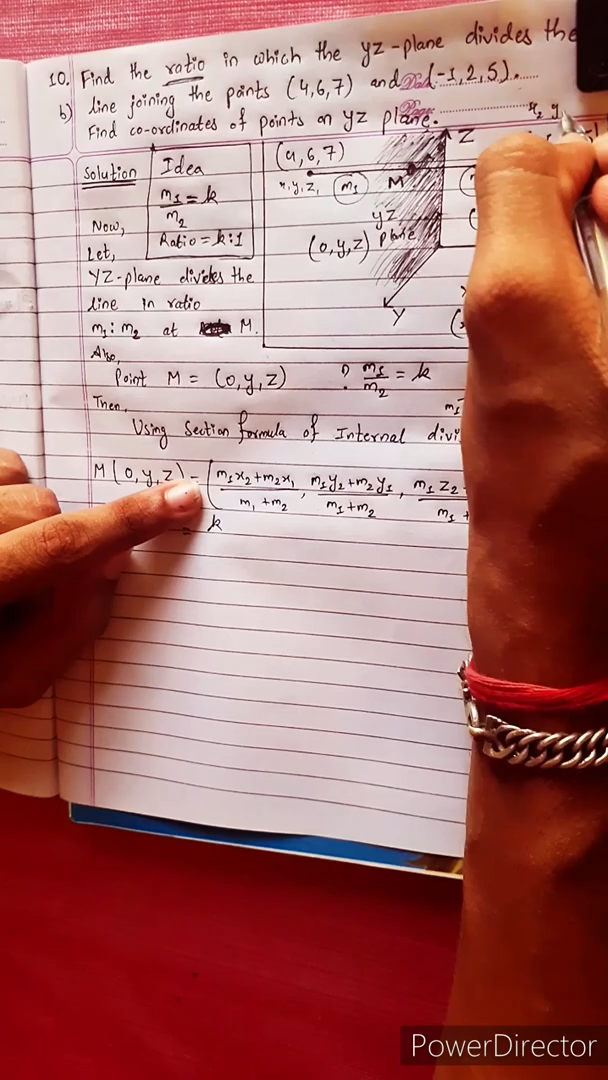 10. Find the ratio in which the yz-plane divides the
b) line joining the points (4,6,7) and (-1,2,5).
Find co-ordinates of points on yz plane.
x₂ y
Solution
Idea
m₁ = k
m₂
Ratio = k:1
(4,6,7)
x, y, z,
m₁
M
Z
yz
plane
(0,y,z)
Y
Now,
Let,
YZ-plane divides the
line in ratio
m₁:m₂ at M.
Also,
Point M = (0,y,z) ? m₁/m₂ = k
Then,
Using Section formula of Internal divi
M(0,y,z) = (m₁x₂+m₂x₁/m₁+m₂, m₁y₂+m₂y₁/m₁+m₂, m₁z₂+/m₁+
= k
PowerDirector